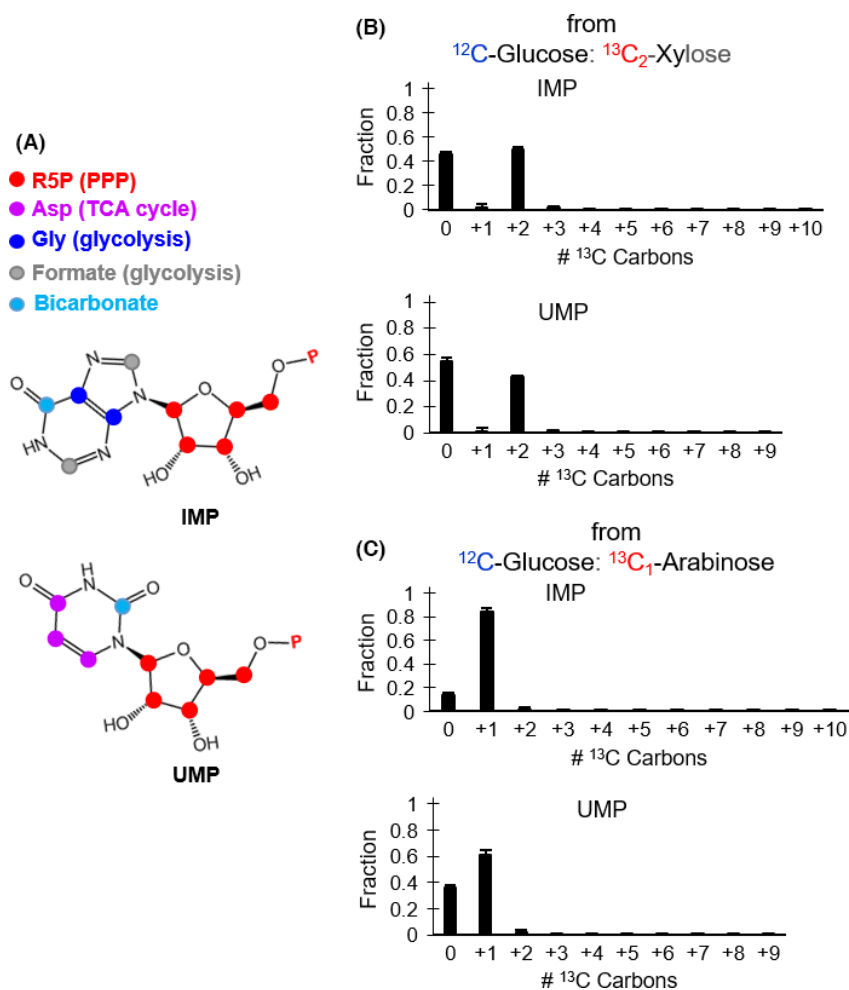 (A)
R5P (PPP)
Asp (TCA cycle)
Gly (glycolysis)
Formate (glycolysis)
Bicarbonate
N
O
O
P
N
O
HN
N
HO
OH
IMP
H
O
N
O
N
O
O
P
HO
OH
UMP
(B)
from
¹²C-Glucose: ¹³C₂-Xylose
IMP
Fraction
1
0.8
0.6
0.4
0.2
0
0 +1 +2 +3 +4 +5 +6 +7 +8 +9 +10
# ¹³C Carbons
UMP
Fraction
1
0.8
0.6
0.4
0.2
0
0 +1 +2 +3 +4 +5 +6 +7 +8 +9
# ¹³C Carbons
(C)
from
¹²C-Glucose: ¹³C₁-Arabinose
IMP
Fraction
1
0.8
0.6
0.4
0.2
0
0 +1 +2 +3 +4 +5 +6 +7 +8 +9 +10
# ¹³C Carbons
UMP
Fraction
1
0.8
0.6
0.4
0.2
0
0 +1 +2 +3 +4 +5 +6 +7 +8 +9
# ¹³C Carbons